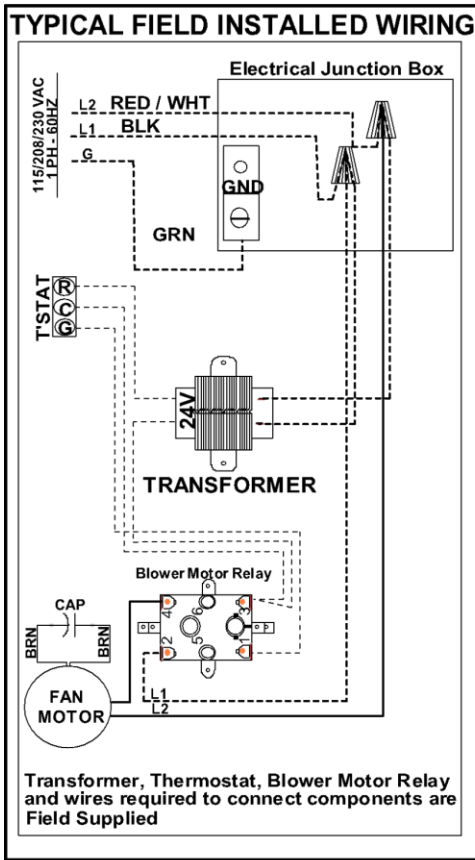 TYPICAL FIELD INSTALLED WIRING
Electrical Junction Box
115/208/230 VAC
1 PH - 60HZ
L2 RED / WHT
L1 BLK
G
GND
GRN
T'STAT
R
C
G
24V
TRANSFORMER
Blower Motor Relay
4
6
3
2
5
1
CAP
BRN
BRN
FAN
MOTOR
L1
L2
Transformer, Thermostat, Blower Motor Relay
and wires required to connect components are
Field Supplied